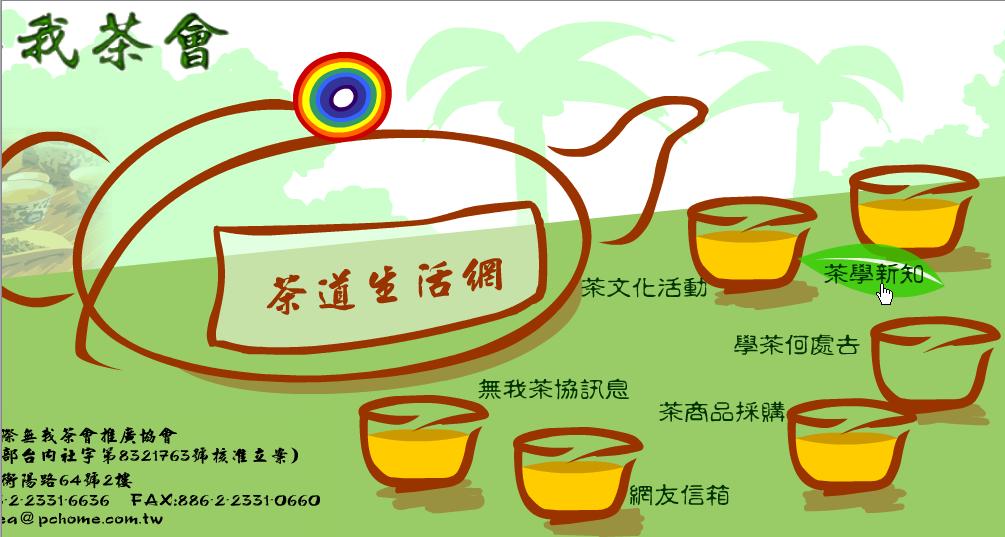 我茶會
茶道生活網
茶文化活動
茶學新知
學茶何處去
無我茶協訊息
茶商品採購
網友信箱
際無我茶會推廣協會
部台內社字第8321763號核准立案)
衡陽路64號2樓
-2-2331-6636 FAX:886-2-2331-0660
ea@pchome.com.tw